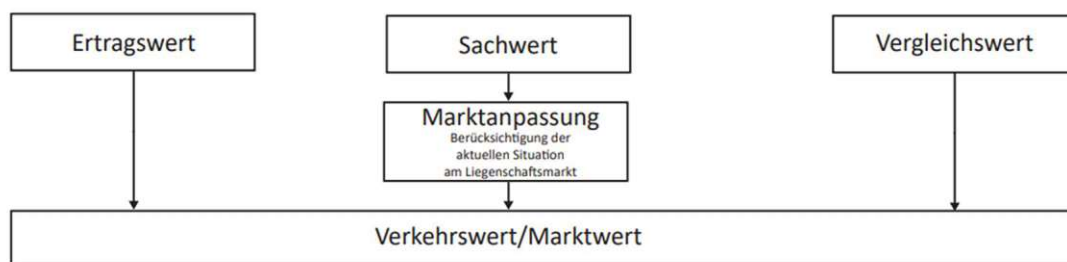 Ertragswert
Sachwert
Vergleichswert
Marktanpassung
Berücksichtigung der
aktuellen Situation
am Liegenschaftsmarkt
Verkehrswert/Marktwert